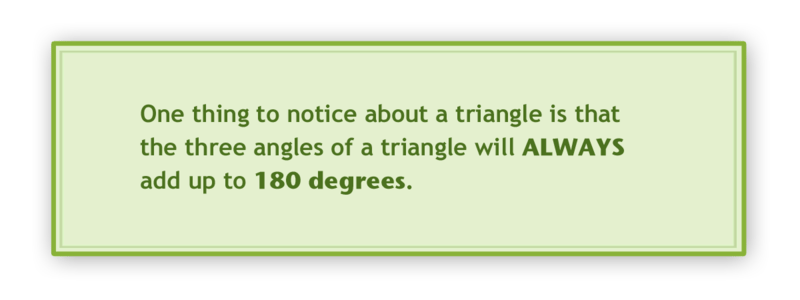 One thing to notice about a triangle is that
the three angles of a triangle will ALWAYS
add up to 180 degrees.